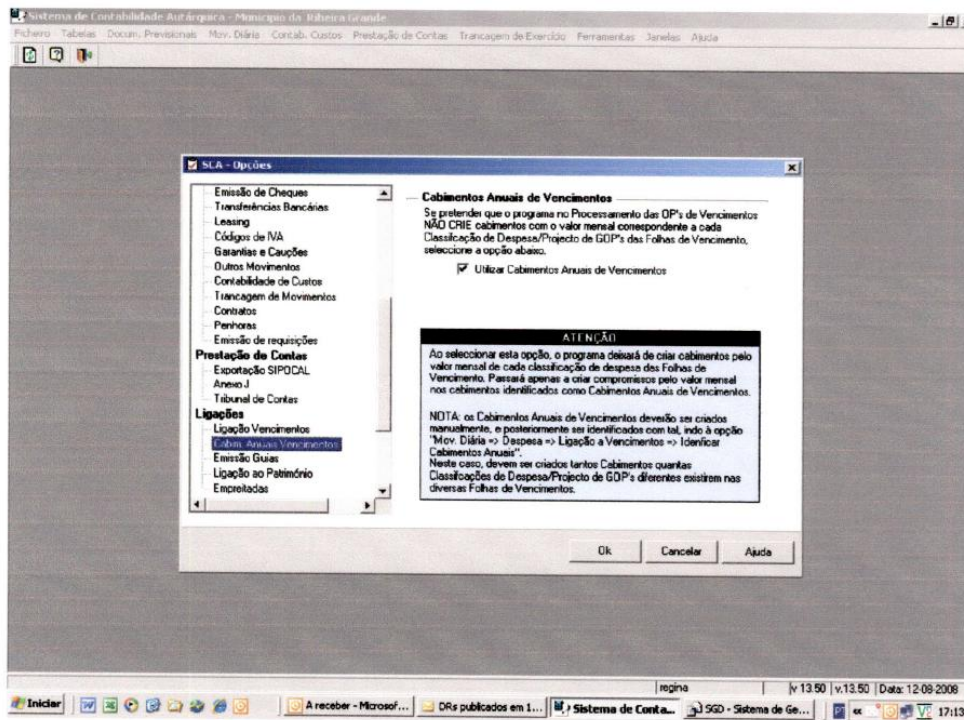 Sistema de Contabilidade Autárquica - Município da Ribeira Grande
Ficheiro Tabelas Docum. Previsionais Mov. Diária Contab. Custos Prestação de Contas Trancagem de Exercício Ferramentas Janelas Ajuda
SCA - Opções
Emissão de Cheques
Transferências Bancárias
Leasing
Códigos de IVA
Garantias e Cauções
Outros Movimentos
Contabilidade de Custos
Trancagem de Movimentos
Contratos
Penhoras
Emissão de requisições
Prestação de Contas
Exportação SIPOCAL
Anexo J
Tribunal de Contas
Ligações
Ligação Vencimentos
Cabim. Anuais Vencimentos
Emissão Guias
Ligação ao Património
Empreitadas
Cabimentos Anuais de Vencimentos
Se pretender que o programa no Processamento das OP's de Vencimentos
NÃO CRIE cabimentos com o valor mensal correspondente a cada
Classifcação de Despesa/Projecto de GOP's das Folhas de Vencimento,
seleccione a opção abaixo.
Utilizar Cabimentos Anuais de Vencimentos
ATENÇÃO
Ao seleccionar esta opção, o programa deixará de criar cabimentos pelo
valor mensal de cada classificação de despesa das Folhas de
Vencimento. Passará apenas a criar compromissos pelo valor mensal
nos cabimentos identificados como Cabimentos Anuais de Vencimentos.
NOTA: os Cabimentos Anuais de Vencimentos deverão ser criados
manualmente, e posteriormente ser identificados com tal, indo à opção
"Mov. Diária => Despesa => Ligação a Vencimentos => Idenficar
Cabimentos Anuais".
Neste caso, devem ser criados tantos Cabimentos quantas
Classifcações de Despesa/Projecto de GOP's diferentes existirem nas
diversas Folhas de Vencimentos.
Ok Cancelar Ajuda
regina v 13.50 v.13.50 Data: 12-08-2008
Iniciar A receber - Microsof... DRs publicados em 1... Sistema de Conta... SGD - Sistema de Ge... 17:13